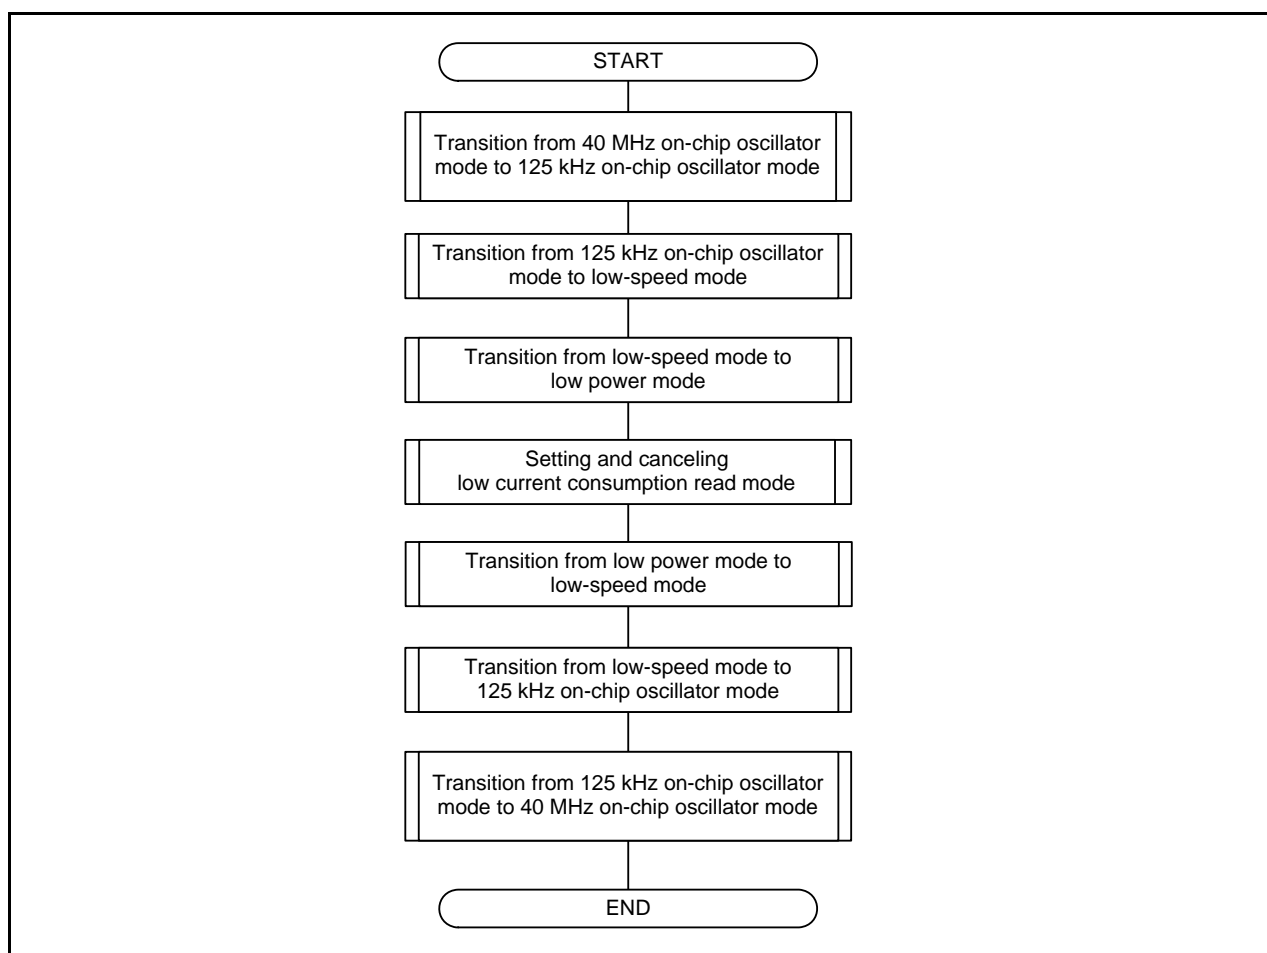 START
Transition from 40 MHz on-chip oscillator
mode to 125 kHz on-chip oscillator mode
Transition from 125 kHz on-chip oscillator
mode to low-speed mode
Transition from low-speed mode to
low power mode
Setting and canceling
low current consumption read mode
Transition from low power mode to
low-speed mode
Transition from low-speed mode to
125 kHz on-chip oscillator mode
Transition from 125 kHz on-chip oscillator
mode to 40 MHz on-chip oscillator mode
END